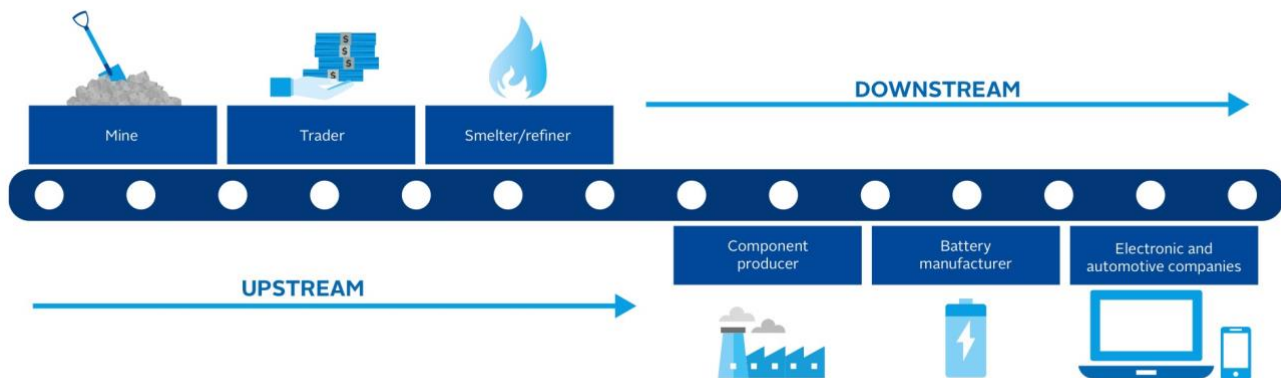 $
$
$
$
DOWNSTREAM
Mine
Trader
Smelter/refiner
Component
producer
Battery
manufacturer
Electronic and
automotive companies
UPSTREAM